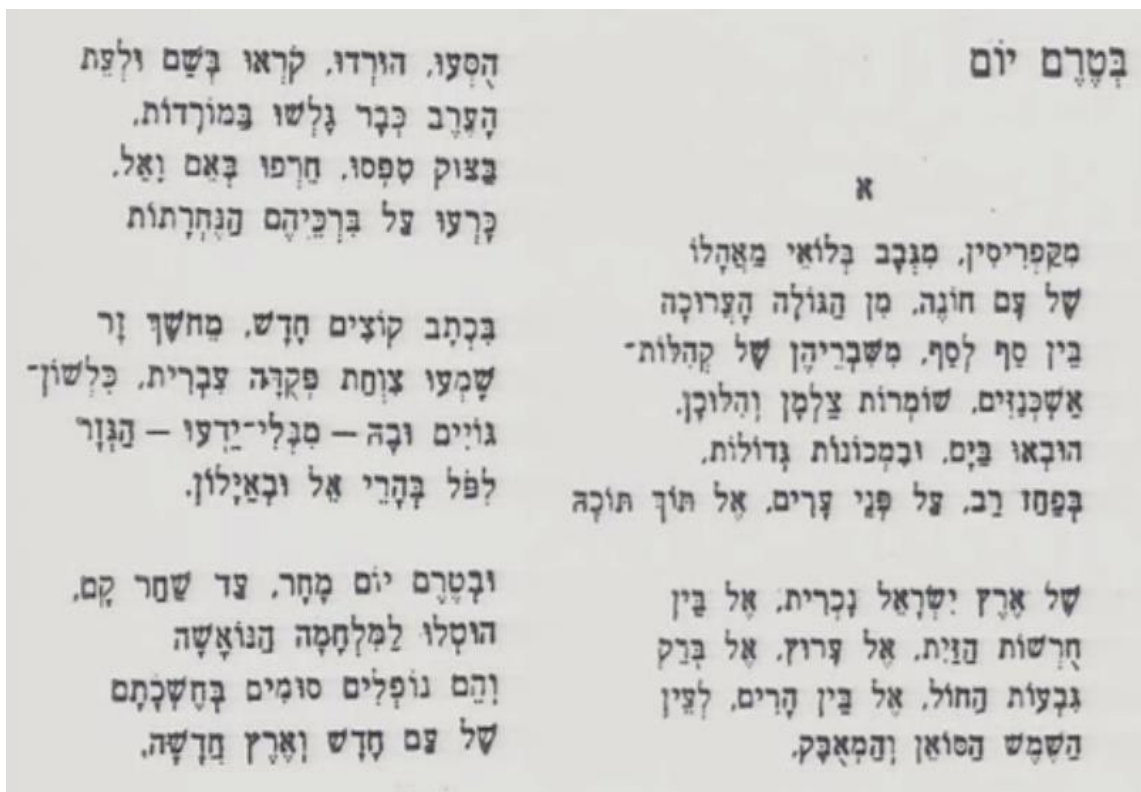 בְּטֶרֶם יוֹם
א
מִקַּפְרִיסִין, מִגְּבָב בְּלוֹאֵי מַאֲהָלוֹ
שֶׁל עָם חוֹנֶה, מִן הַגּוֹלָה הָעֲרוּכָה
בֵּין סַף לְסַף, מִשִּׁבְרֵיהֶן שֶׁל קְהִלּוֹת־
אַשְׁכְּנַזִּים, שׁוֹמְרוֹת צַלְמָן וְהִלּוּכָן,
הוּבְאוּ בַּיָּם, וּבִמְכוֹנוֹת גְּדוֹלוֹת,
בְּפַחַז רַב, עַל פְּנֵי עָרִים, אֶל תּוֹךְ תּוֹכָהּ
שֶׁל אֶרֶץ יִשְׂרָאֵל נָכְרִית, אֶל בֵּין
חֻרְשׁוֹת הַזַּיִת, אֶל עָרוּץ, אֶל בְּרַק
גִּבְעוֹת הַחוֹל, אֶל בֵּין הָרִים, לְעֵין
הַשֶּׁמֶשׁ הַסּוֹאֵן וְהַמְאֻבָּק,
הֻסְּעוּ, הוּרְדוּ, קֹרְאוּ בְּשֵׁם וּלְעֵת
הָעֶרֶב כְּבָר גָּלְשׁוּ בַּמּוֹרָדוֹת,
בַּצּוּק טָפְסוּ, חֵרְפוּ בְּאֵם וָאֵל,
כָּרְעוּ עַל בִּרְכֵּיהֶם הַנֶּחְרָתוֹת
בִּכְתָב קוֹצִים חָדָשׁ, מֵחֹשֶׁךְ זָר
שָׁמְעוּ צִוְחַת פְּקֻדָּה עִבְרִית, כִּלְשׁוֹן־
גּוֹיִים וּבָהּ – מִבְּלִי־יֵדְעוּ – הַגְּזָר
לִפֹּל בְּהָרֵי אֵל וּבְאַיָּלוֹן.
וּבְטֶרֶם יוֹם מָחָר, עַד שַׁחַר קָם,
הוּטְלוּ לַמִּלְחָמָה הַנּוֹאָשָׁה
וְהֵם נוֹפְלִים סוּמִים בְּחֶשְׁכָתָם
שֶׁל עַם חָדָשׁ וְאֶרֶץ חֲדָשָׁה,